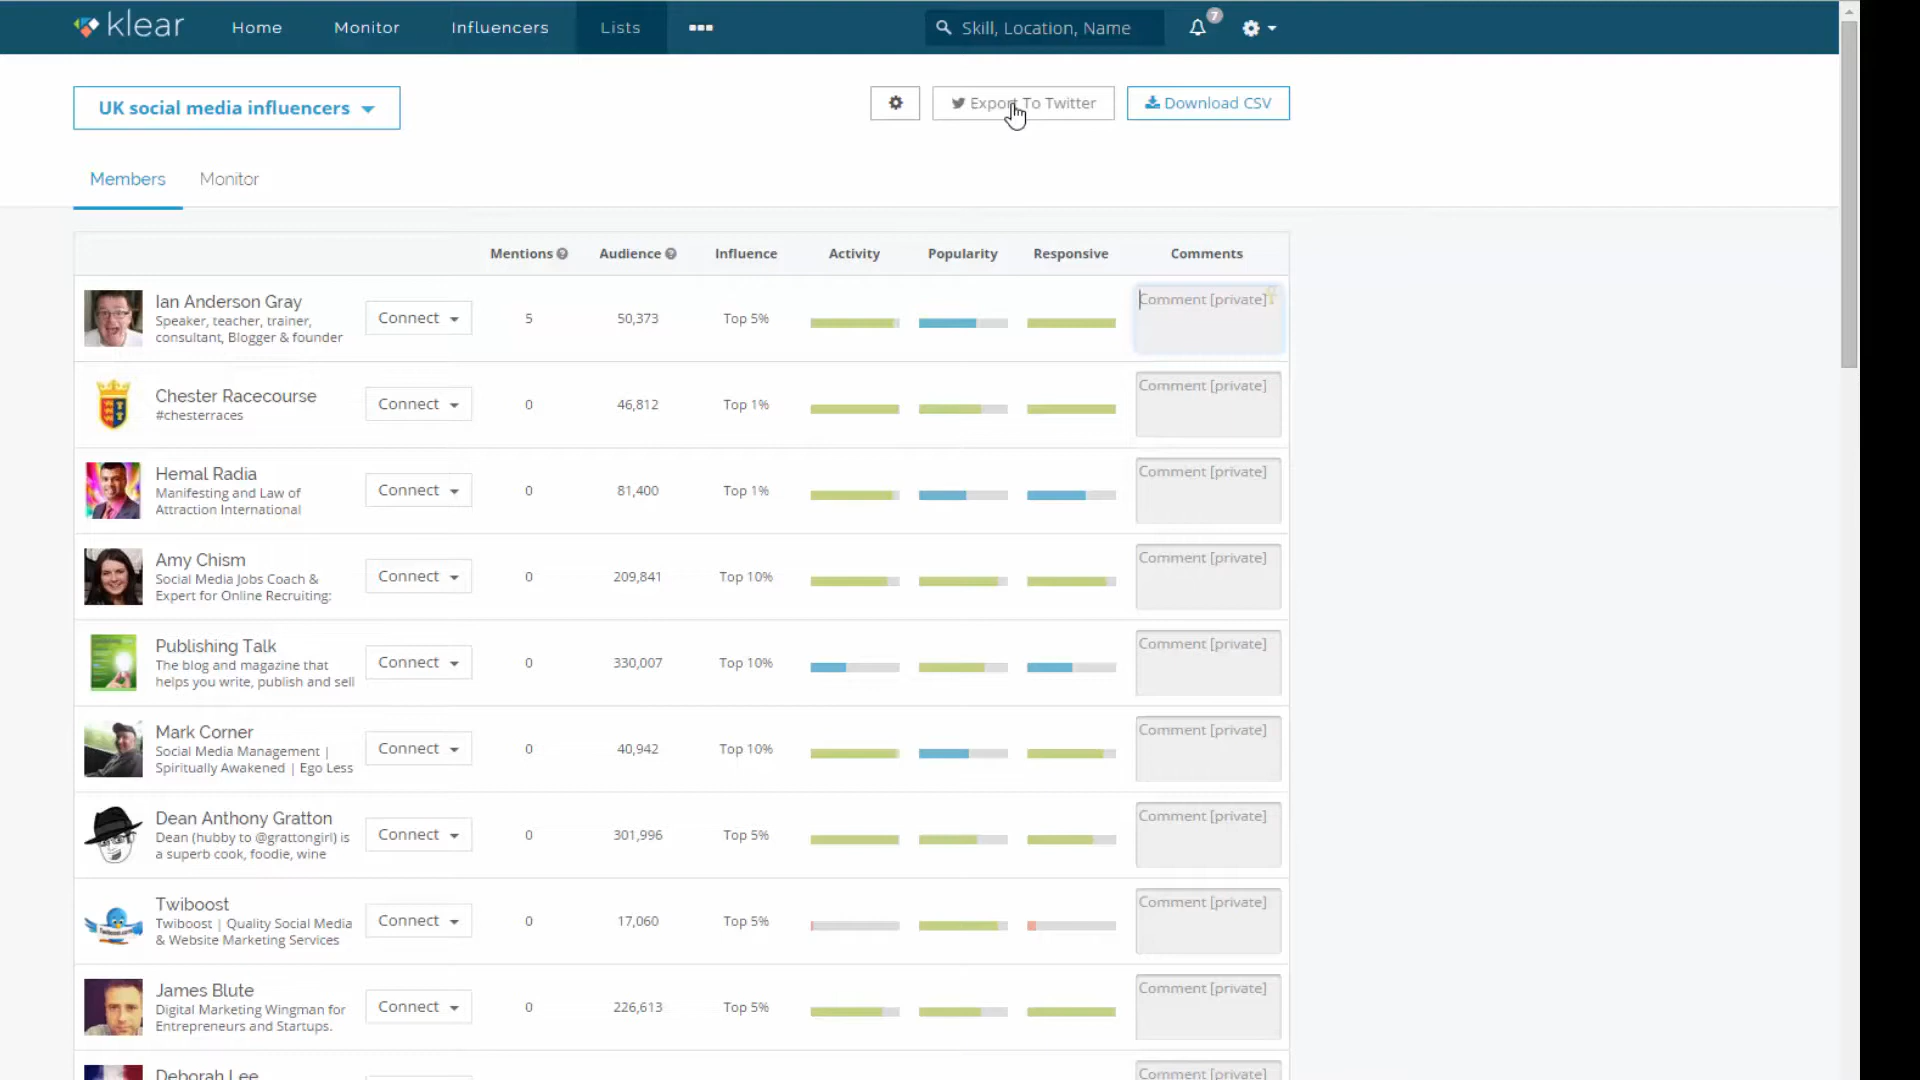 klear Home Monitor Influencers Lists Skill, Location, Name 7
UK social media influencers Export To Twitter Download CSV
Members Monitor
Mentions Audience Influence Activity Popularity Responsive Comments
Ian Anderson Gray
Speaker, teacher, trainer,
consultant, Blogger & founder
Connect 5 50,373 Top 5% Comment [private]
Chester Racecourse
#chesterraces
Connect 0 46,812 Top 1% Comment [private]
Hemal Radia
Manifesting and Law of
Attraction International
Connect 0 81,400 Top 1% Comment [private]
Amy Chism
Social Media Jobs Coach &
Expert for Online Recruiting:
Connect 0 209,841 Top 10% Comment [private]
Publishing Talk
The blog and magazine that
helps you write, publish and sell
Connect 0 330,007 Top 10% Comment [private]
Mark Corner
Social Media Management |
Spiritually Awakened | Ego Less
Connect 0 40,942 Top 10% Comment [private]
Dean Anthony Gratton
Dean (hubby to @grattongirl) is
a superb cook, foodie, wine
Connect 0 301,996 Top 5% Comment [private]
Twiboost
Twiboost | Quality Social Media
& Website Marketing Services
Connect 0 17,060 Top 5% Comment [private]
James Blute
Digital Marketing Wingman for
Entrepreneurs and Startups.
Connect 0 226,613 Top 5% Comment [private]
Deborah Lee Comment [private]